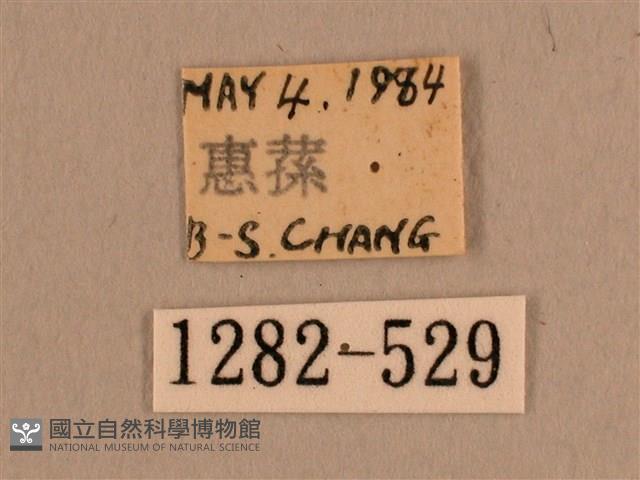 MAY 4. 1984
惠蓀
B-S. CHANG
1282-529
國立自然科學博物館
NATIONAL MUSEUM OF NATURAL SCIENCE